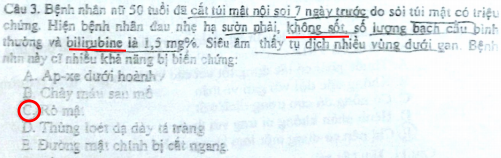 Câu 3. Bệnh nhân nữ 50 tuổi đã cắt túi mật nội soi 7 ngày trước do sỏi túi mật có triệu
chứng. Hiện bệnh nhân đau nhẹ hạ sườn phải, không sốt, số lượng bạch cầu bình
thường và bilirubine là 1,5 mg%. Siêu âm thấy tụ dịch nhiều vùng dưới gan. Bệnh
nhân này có nhiều khả năng bị biến chứng:
A. Áp-xe dưới hoành
B. Chảy máu sau mổ
C. Rò mật
D. Thủng loét dạ dày tá tràng
E. Đường mật chính bị cắt ngang